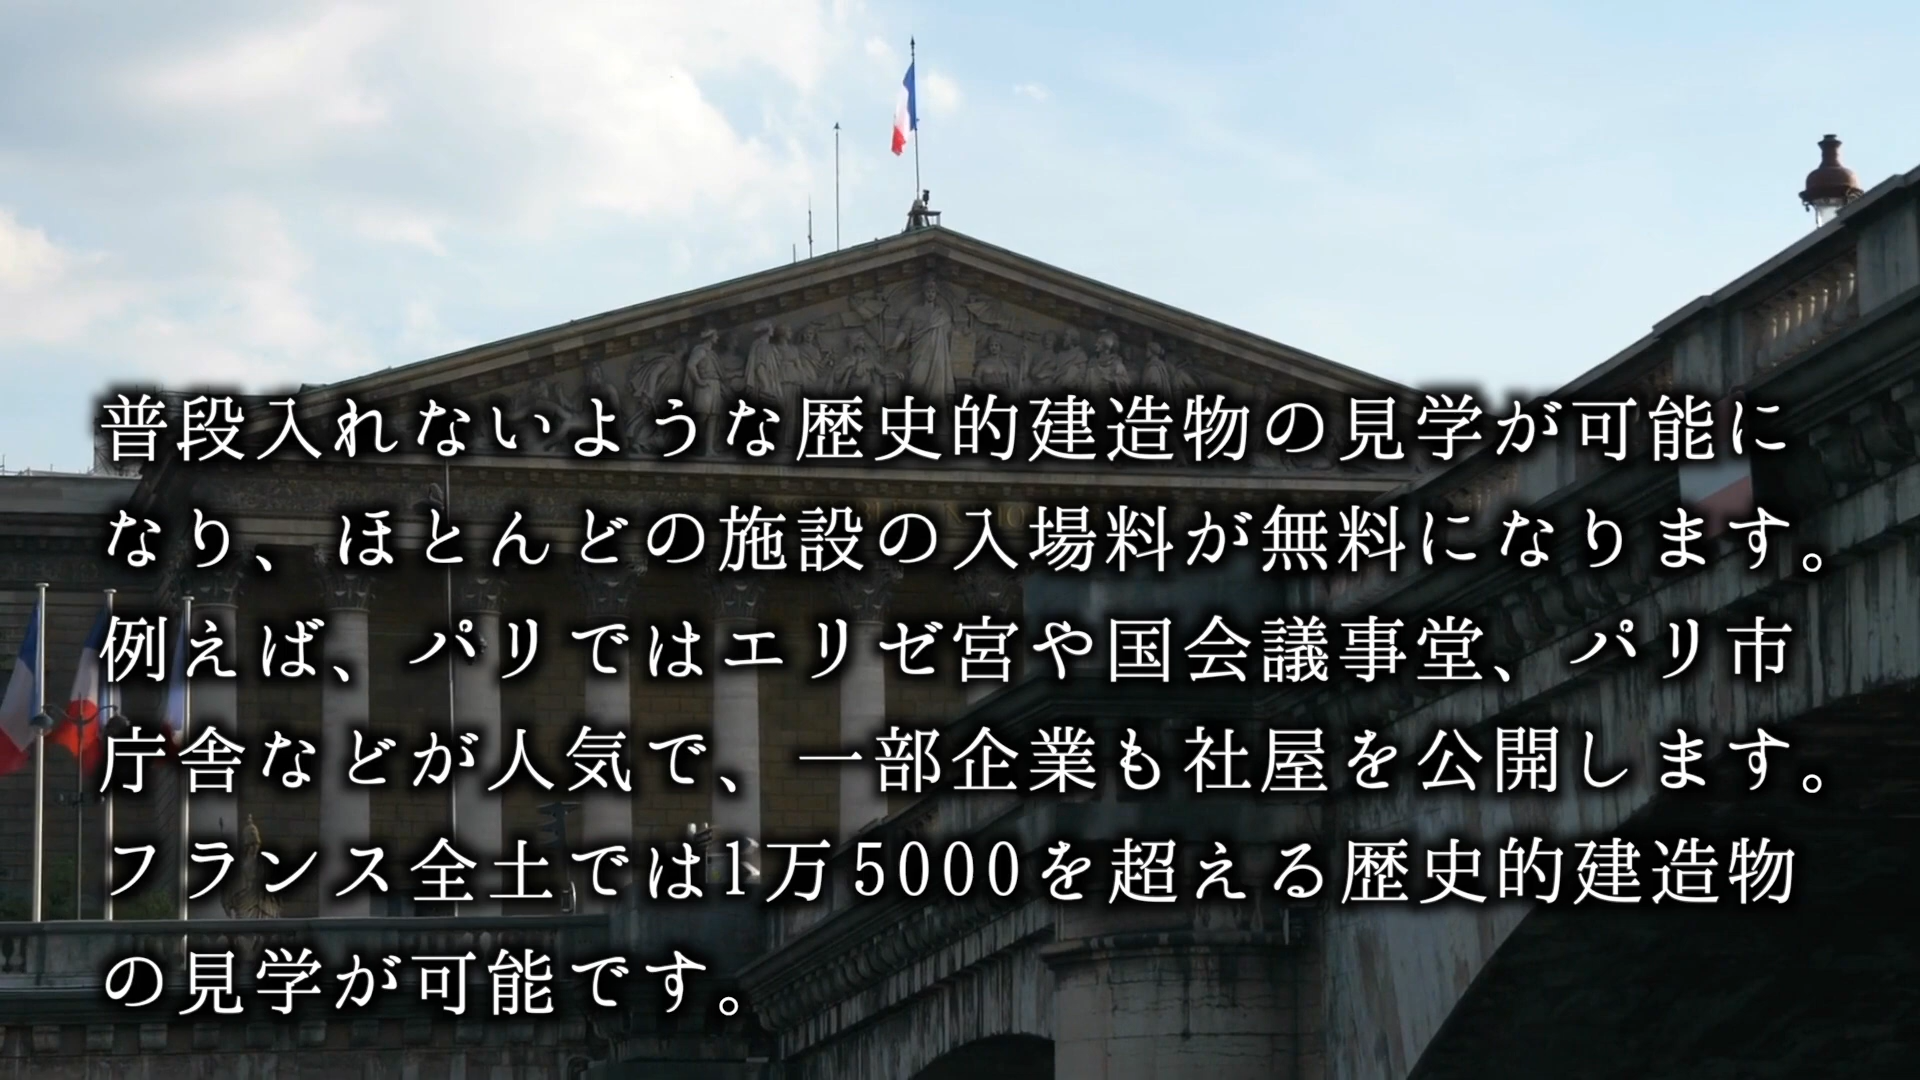 普段入れないような歴史的建造物の見学が可能に
なり、ほとんどの施設の入場料が無料になります。
例えば、パリではエリゼ宮や国会議事堂、パリ市
庁舎などが人気で、一部企業も社屋を公開します。
フランス全土では1万5000を超える歴史的建造物
の見学が可能です。